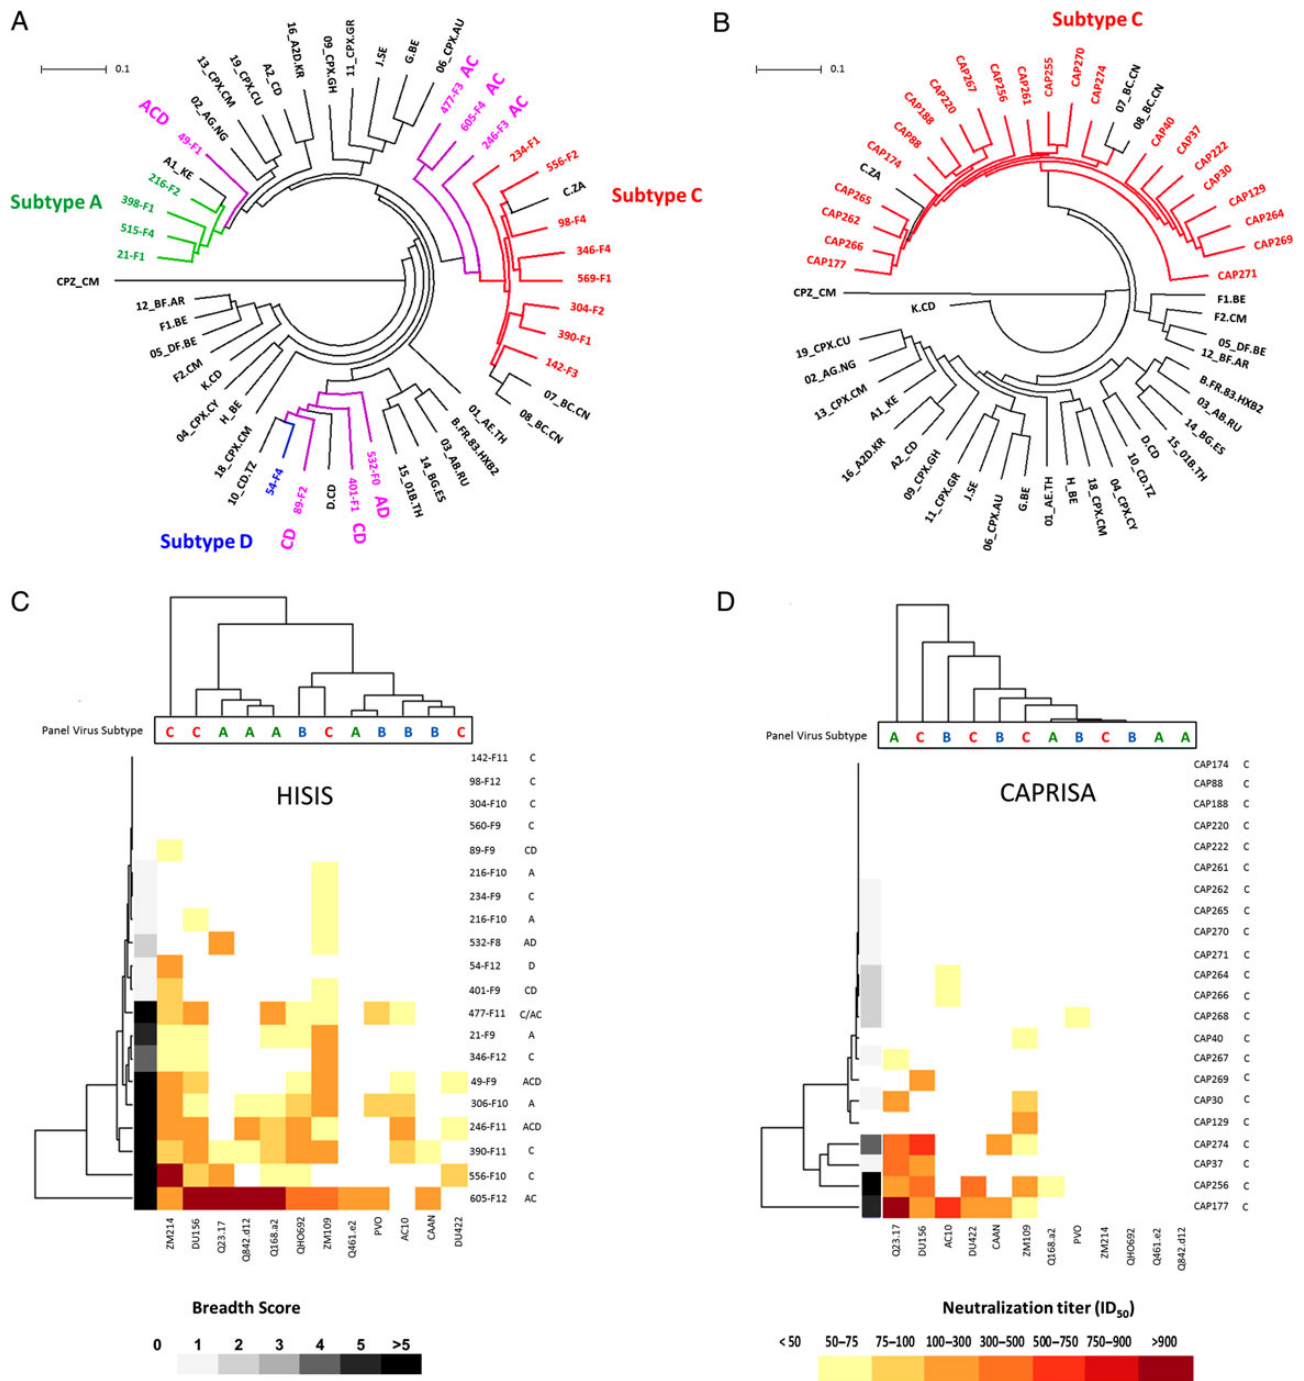 A
0.1
16_A2D.KR
09_CPX.GH
11_CPX.GR
J.SE
G.BE
06_CPX.AU
A2_CD
19_CPX.CU
13_CPX.CM
02_AG.NG
ACD
49-F1
477-F3 AC
605-F4 AC
246-F3 AC
234-F1
556-F2
C.ZA
Subtype C
98-F4
346-F4
569-F1
304-F2
390-F1
142-F3
07_BC.CN
08_BC.CN
A1_KE
216-F2
Subtype A
398-F1
515-F4
21-F1
CPZ_CM
12_BF.AR
F1.BE
05_DF.BE
F2.CM
K.CD
04_CPX.CY
H_BE
18_CPX.CM
10_CD.TZ
54-F4
Subtype D
89-F2
CD
D.CD
401-F1
CD
532-F0
AD
15_01B.TH
14_BG.ES
03_AB.RU
B.FR.83.HXB2
01_AE.TH
B
Subtype C
0.1
CAP267
CAP256
CAP261
CAP255
CAP270
CAP274
07_BC.CN
08_BC.CN
CAP40
CAP37
CAP222
CAP30
CAP129
CAP264
CAP269
CAP271
CAP220
CAP188
CAP88
CAP174
C.ZA
CAP265
CAP262
CAP266
CAP177
CPZ_CM
K.CD
F1.BE
F2.CM
05_DF.BE
12_BF.AR
B.FR.83.HXB2
03_AB.RU
14_BG.ES
15_01B.TH
D.CD
10_CD.TZ
04_CPX.CY
18_CPX.CM
H_BE
01_AE.TH
G.BE
06_CPX.AU
J.SE
11_CPX.GR
09_CPX.GH
A2_CD
16_A2D.KR
A1_KE
13_CPX.CM
02_AG.NG
19_CPX.CU
C
Panel Virus Subtype C C A A A B C A B B B C
HISIS
142-F11 C
98-F12 C
304-F10 C
560-F9 C
89-F9 CD
216-F10 A
234-F9 C
216-F10 A
532-F8 AD
54-F12 D
401-F9 CD
477-F11 C/AC
21-F9 A
346-F12 C
49-F9 ACD
306-F10 A
246-F11 ACD
390-F11 C
556-F10 C
605-F12 AC
ZM214 DU156 Q23.17 Q842.d12 Q168.a2 QHO692 ZM109 Q461.e2 PVO AC10 CAAN DU422
Breadth Score
0 1 2 3 4 5 >5
D
Panel Virus Subtype A C B C B C A B C B A A
CAPRISA
CAP174 C
CAP88 C
CAP188 C
CAP220 C
CAP222 C
CAP261 C
CAP262 C
CAP265 C
CAP270 C
CAP271 C
CAP264 C
CAP266 C
CAP268 C
CAP40 C
CAP267 C
CAP269 C
CAP30 C
CAP129 C
CAP274 C
CAP37 C
CAP256 C
CAP177 C
Q23.17 DU156 AC10 DU422 CAAN ZM109 Q168.a2 PVO ZM214 QHO692 Q461.e2 Q842.d12
Neutralization titer (ID50)
< 50 50–75 75–100 100–300 300–500 500–750 750–900 >900